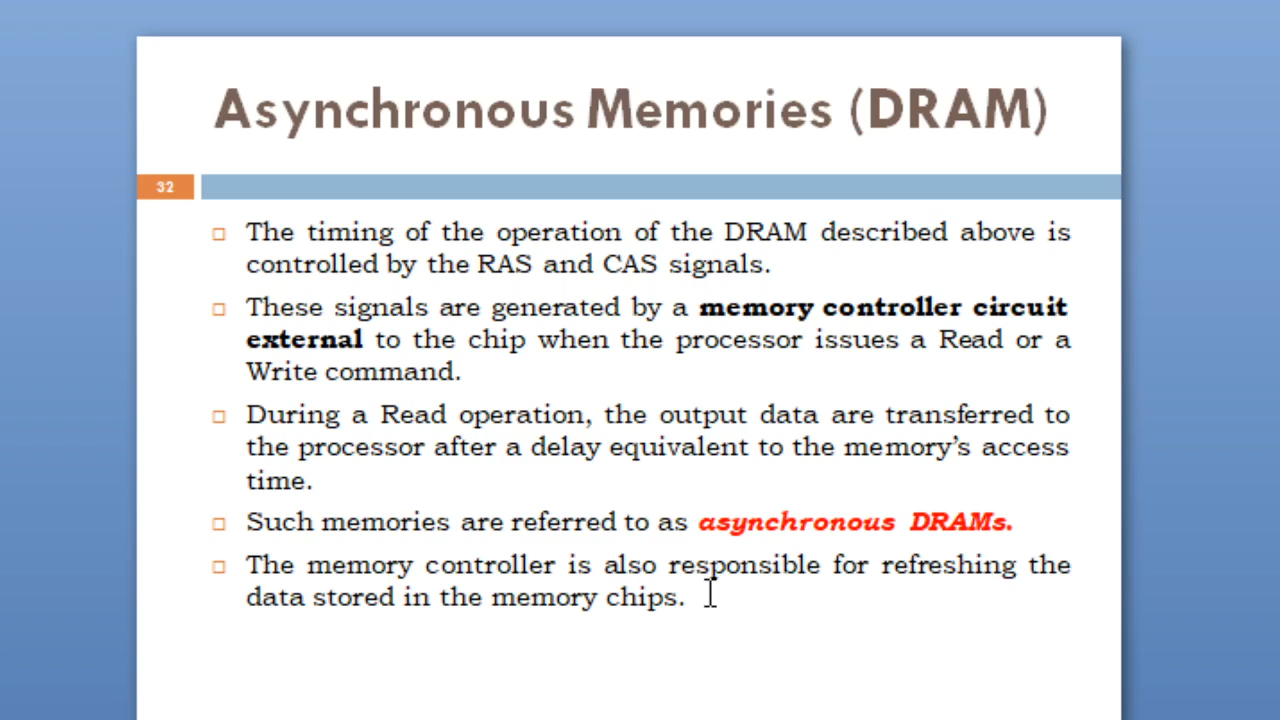 Asynchronous Memories (DRAM)
32
The timing of the operation of the DRAM described above is
controlled by the RAS and CAS signals.
These signals are generated by a memory controller circuit
external to the chip when the processor issues a Read or a
Write command.
During a Read operation, the output data are transferred to
the processor after a delay equivalent to the memory’s access
time.
Such memories are referred to as asynchronous DRAMs.
The memory controller is also responsible for refreshing the
data stored in the memory chips.